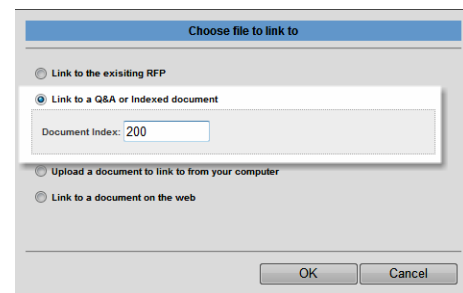 Choose file to link to
Link to the exisiting RFP
Link to a Q&A or Indexed document
Document Index: 200
Upload a document to link to from your computer
Link to a document on the web
OK Cancel